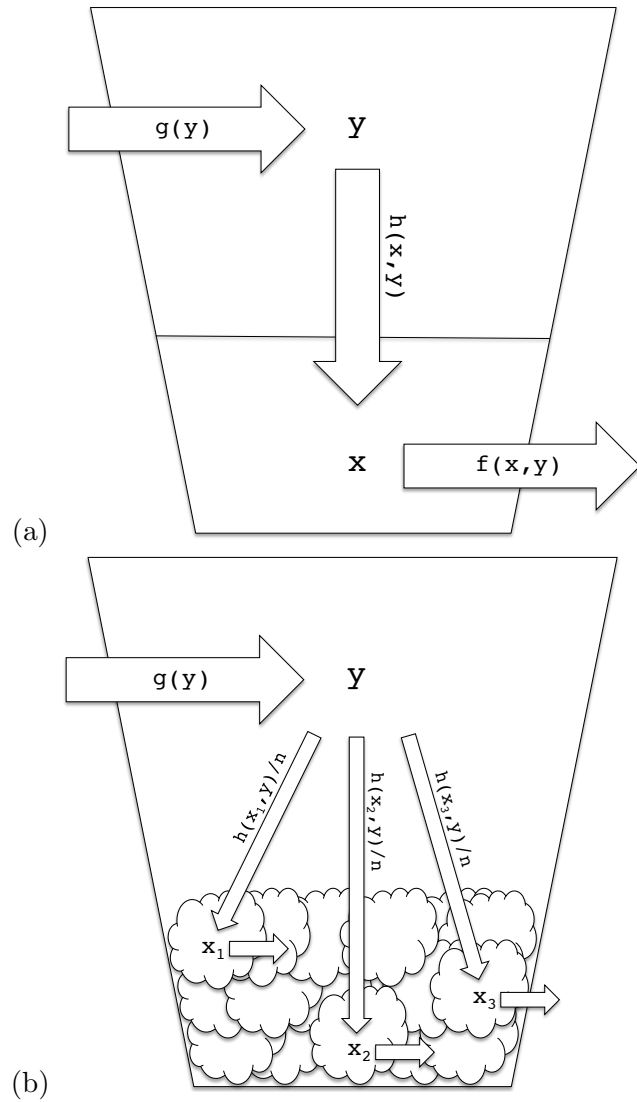 g(y)
y
h(x,y)
x
f(x,y)
(a)
g(y)
y
h(x₁,y)/n
h(x₂,y)/n
h(x₃,y)/n
x₁
x₃
x₂
(b)